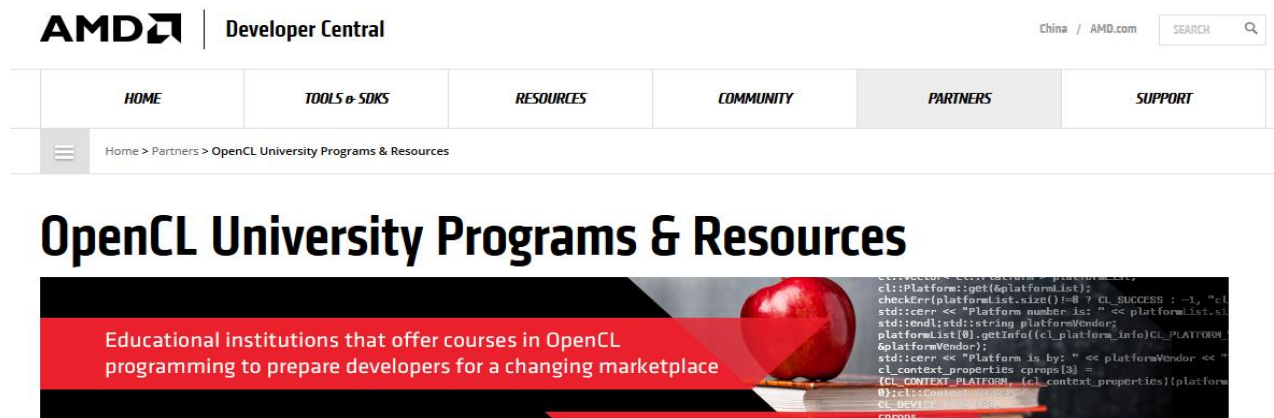 AMD Developer Central
China / AMD.com SEARCH
HOME TOOLS & SDKS RESOURCES COMMUNITY PARTNERS SUPPORT
Home > Partners > OpenCL University Programs & Resources
OpenCL University Programs & Resources
Educational institutions that offer courses in OpenCL
programming to prepare developers for a changing marketplace
cl::Platform::get(&platformList);
checkErr(platformList.size()!=0 ? CL_SUCCESS : -1, "cl
std::cerr << "Platform number is: " << platformList.si
std::endl;std::string platformVendor;
platformList[0].getInfo((cl_platform_info)CL_PLATFORM_
&platformVendor);
std::cerr << "Platform is by: " << platformVendor << "
cl_context_properties cprops[3] =
{CL_CONTEXT_PLATFORM, (cl_context_properties)(platform